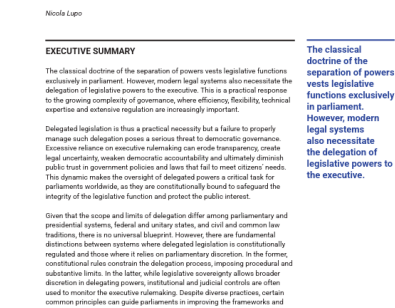 Nicola Lupo
EXECUTIVE SUMMARY
The classical doctrine of the separation of powers vests legislative functions
exclusively in parliament. However, modern legal systems also necessitate the
delegation of legislative powers to the executive. This is a practical response
to the growing complexity of governance, where efficiency, flexibility, technical
expertise and extensive regulation are increasingly important.
Delegated legislation is thus a practical necessity but a failure to properly
manage such delegation poses a serious threat to democratic governance.
Excessive reliance on executive rulemaking can erode transparency, create
legal uncertainty, weaken democratic accountability and ultimately diminish
public trust in government policies and laws that fail to meet citizens' needs.
This dynamic makes the oversight of delegated powers a critical task for
parliaments worldwide, as they are constitutionally bound to safeguard the
integrity of the legislative function and protect the public interest.
Given that the scope and limits of delegation differ among parliamentary and
presidential systems, federal and unitary states, and civil and common law
traditions, there is no universal blueprint. However, there are fundamental
distinctions between systems where delegated legislation is constitutionally
regulated and those where it relies on parliamentary discretion. In the former,
constitutional rules constrain the delegation process, imposing procedural and
substantive limits. In the latter, while legislative sovereignty allows broader
discretion in delegating powers, institutional and judicial controls are often
used to monitor the executive rulemaking. Despite diverse practices, certain
common principles can guide parliaments in improving the frameworks and
The classical
doctrine of the
separation of powers
vests legislative
functions exclusively
in parliament.
However, modern
legal systems
also necessitate
the delegation of
legislative powers to
the executive.